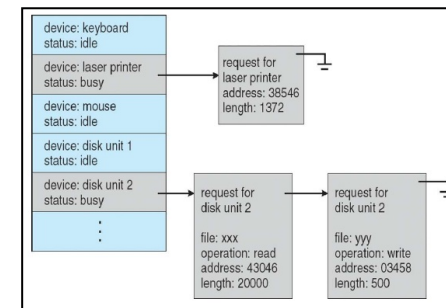 device: keyboard
status: idle
device: laser printer
status: busy
device: mouse
status: idle
device: disk unit 1
status: idle
device: disk unit 2
status: busy
request for
laser printer
address: 38546
length: 1372
request for
disk unit 2
file: xxx
operation: read
address: 43046
length: 20000
request for
disk unit 2
file: yyy
operation: write
address: 03458
length: 500